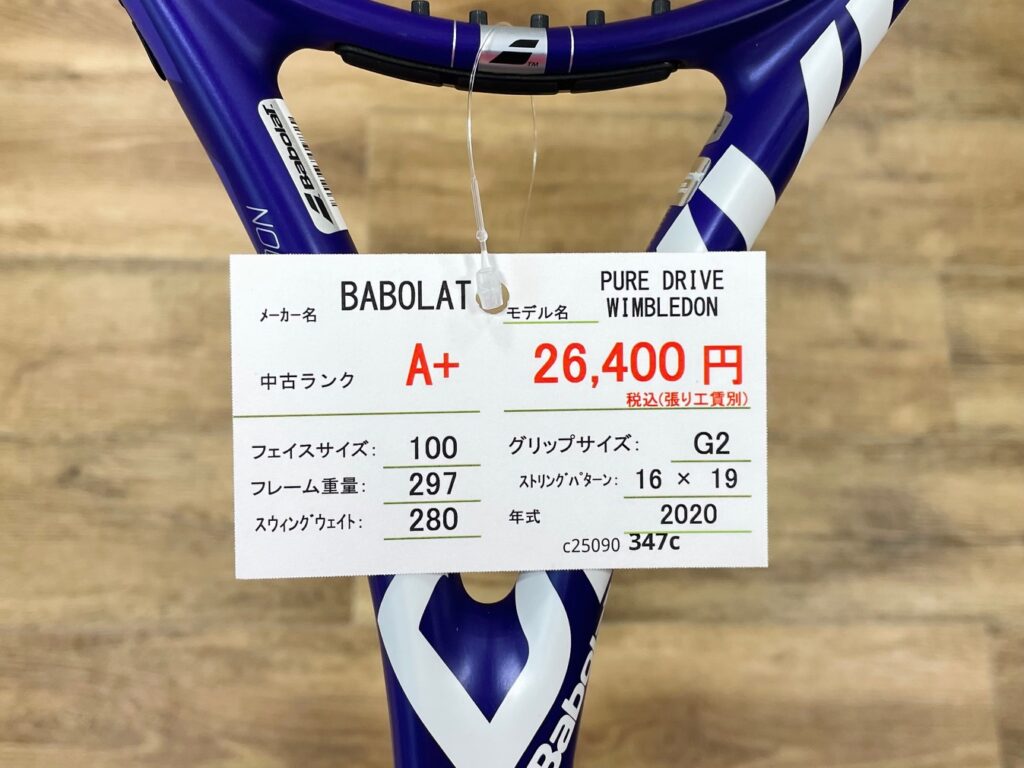 TM
Babolat
メーカー名 BABOLAT
モデル名 PURE DRIVE
WIMBLEDON
中古ランク A+
26,400 円
税込(張り工賃別)
フェイスサイズ: 100
グリップサイズ: G2
フレーム重量: 297
ストリングパターン: 16 × 19
スウィングウェイト: 280
年式 2020
c25090 347c
Babol